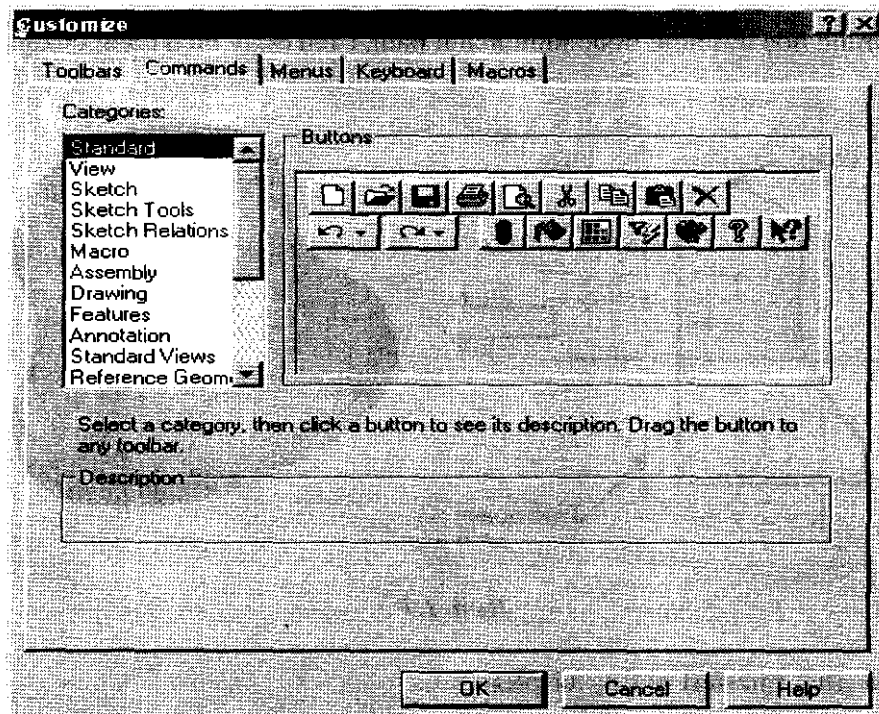 Customize
Toolbars Commands Menus Keyboard Macros
Categories:
Buttons
Standard
View
Sketch
Sketch Tools
Sketch Relations
Macro
Assembly
Drawing
Features
Annotation
Standard Views
Reference Geom
Select a category, then click a button to see its description. Drag the button to
any toolbar.
Description
OK Cancel Help